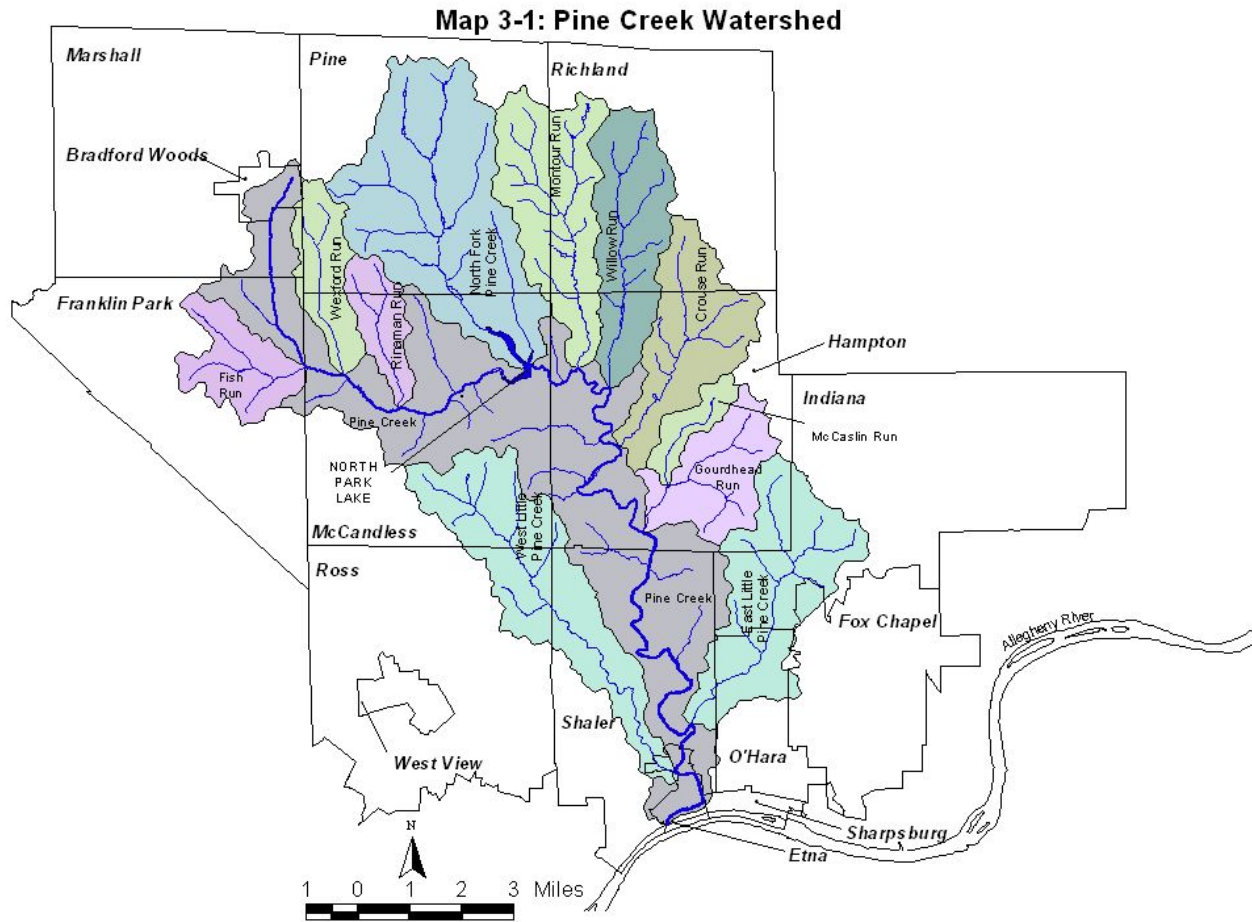 Map 3-1: Pine Creek Watershed
Marshall
Pine
Richland
Bradford Woods
Montour Run
Willow Run
North Fork
Pine Creek
Wexford Run
Crouse Run
Franklin Park
Rinaman Run
Hampton
Fish
Run
Indiana
Pine Creek
McCaslin Run
NORTH
PARK
LAKE
Gourdhead
Run
West Little
Pine Creek
McCandless
Ross
Pine Creek
East Little
Pine Creek
Fox Chapel
Allegheny River
Shaler
O'Hara
West View
Sharpsburg
Etna
N
1 0 1 2 3 Miles